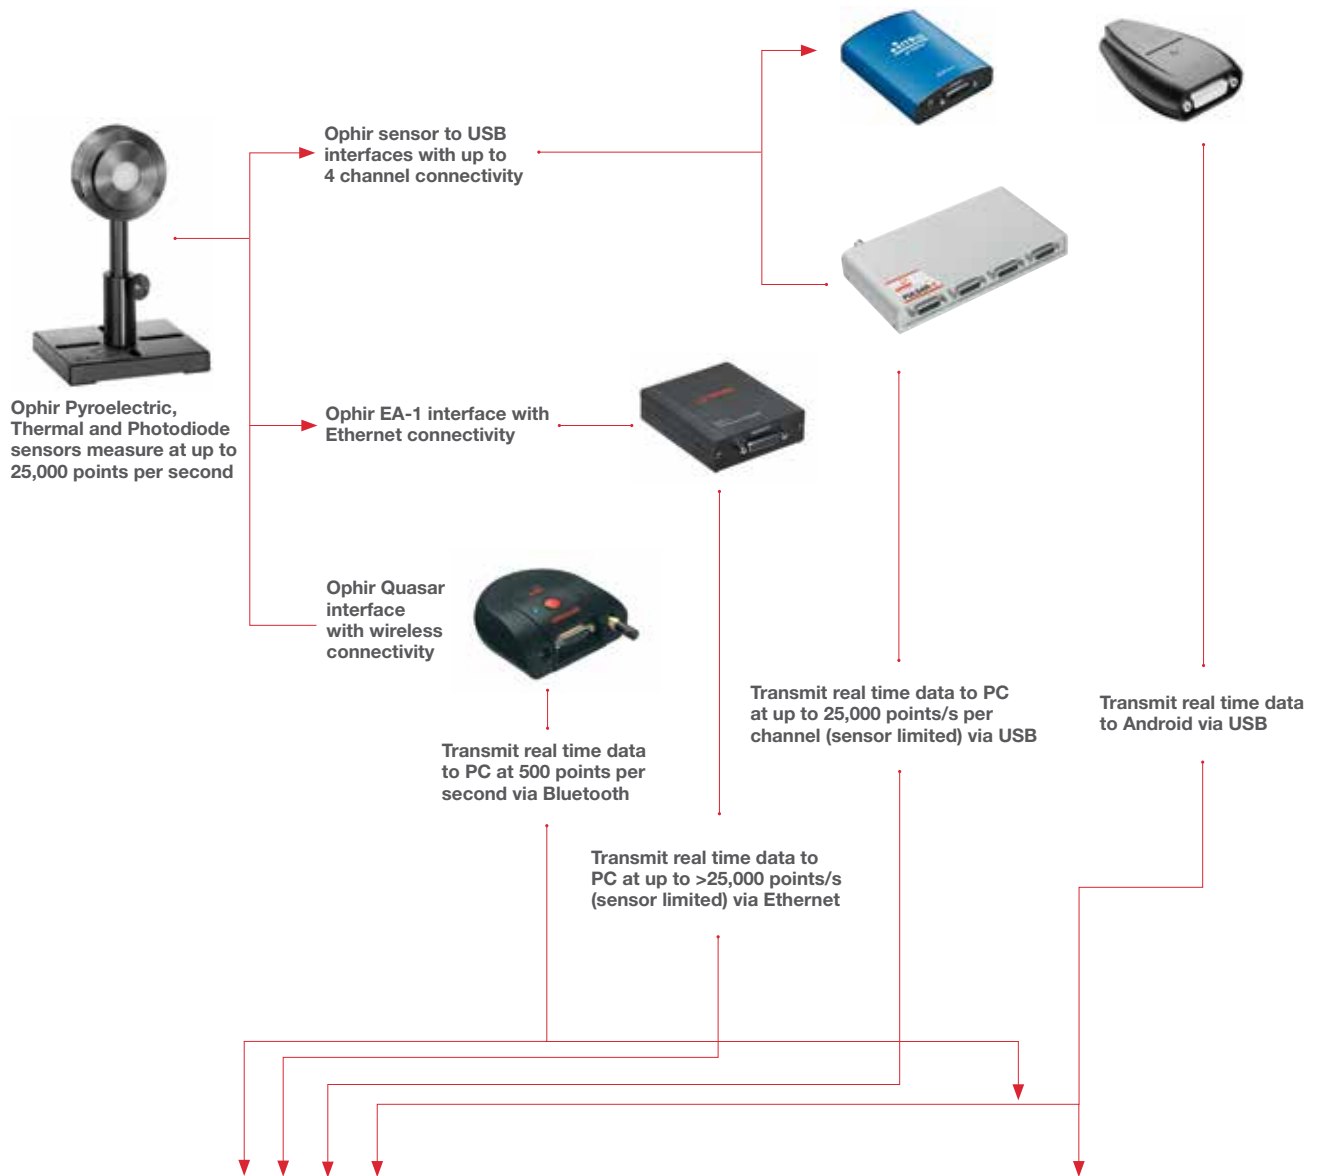 Ophir sensor to USB
interfaces with up to
4 channel connectivity
Ophir Pyroelectric,
Thermal and Photodiode
sensors measure at up to
25,000 points per second
Ophir EA-1 interface with
Ethernet connectivity
Ophir Quasar
interface
with wireless
connectivity
Transmit real time data
to PC at 500 points per
second via Bluetooth
Transmit real time data to
PC at up to >25,000 points/s
(sensor limited) via Ethernet
Transmit real time data to PC
at up to 25,000 points/s per
channel (sensor limited) via USB
Transmit real time data
to Android via USB